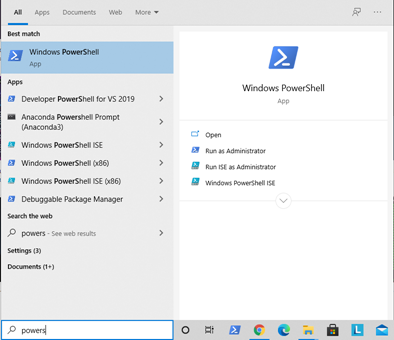 All Apps Documents Web More
Best match
Windows PowerShell
App
Apps
Developer PowerShell for VS 2019
Anaconda Powershell Prompt
(Anaconda3)
Windows PowerShell ISE
Windows PowerShell (x86)
Windows PowerShell ISE (x86)
Debuggable Package Manager
Search the web
powers - See web results
Settings (3)
Documents (1+)
powers
Windows PowerShell
App
Open
Run as Administrator
Run ISE as Administrator
Windows PowerShell ISE